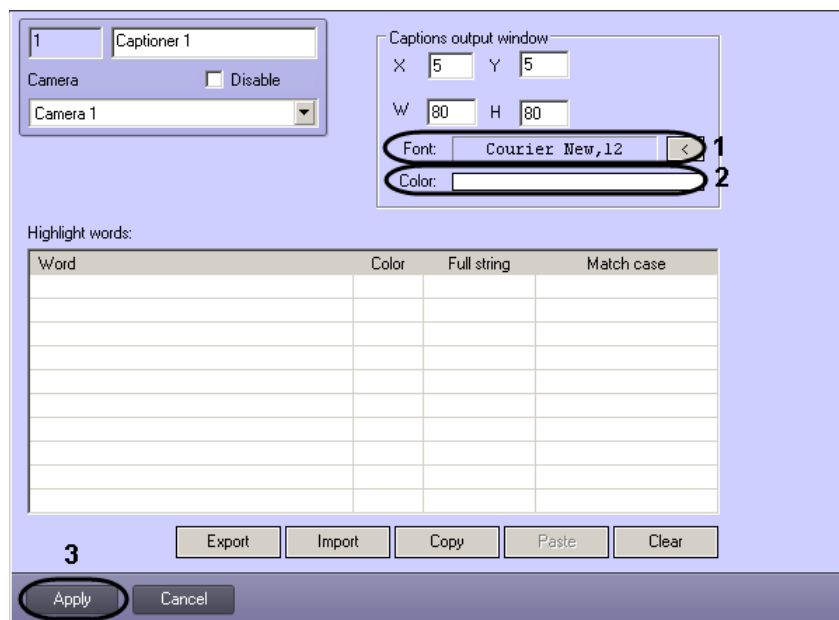 1 Captioner 1
Camera Disable
Camera 1
Captions output window
X 5 Y 5
W 80 H 80
Font: Courier New,12 < 1
Color: 2
Highlight words:
Word Color Full string Match case
Export Import Copy Paste Clear
3
Apply Cancel